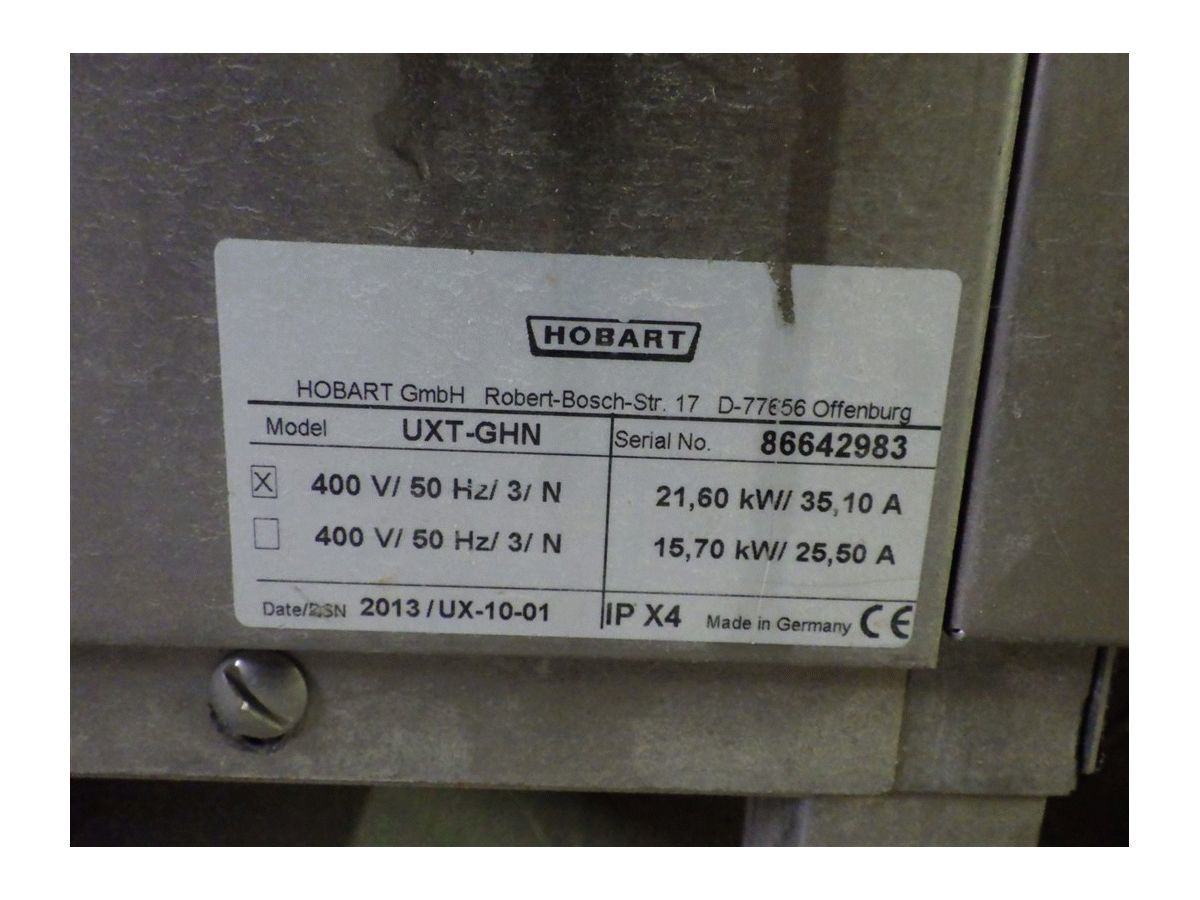 HOBART
HOBART GmbH Robert-Bosch-Str. 17 D-77656 Offenburg
Model UXT-GHN Serial No. 86642983
☒ 400 V/ 50 Hz/ 3/ N 21,60 kW/ 35,10 A
☐ 400 V/ 50 Hz/ 3/ N 15,70 kW/ 25,50 A
Date/ 2013/UX-10-01 IP X4 Made in Germany CE